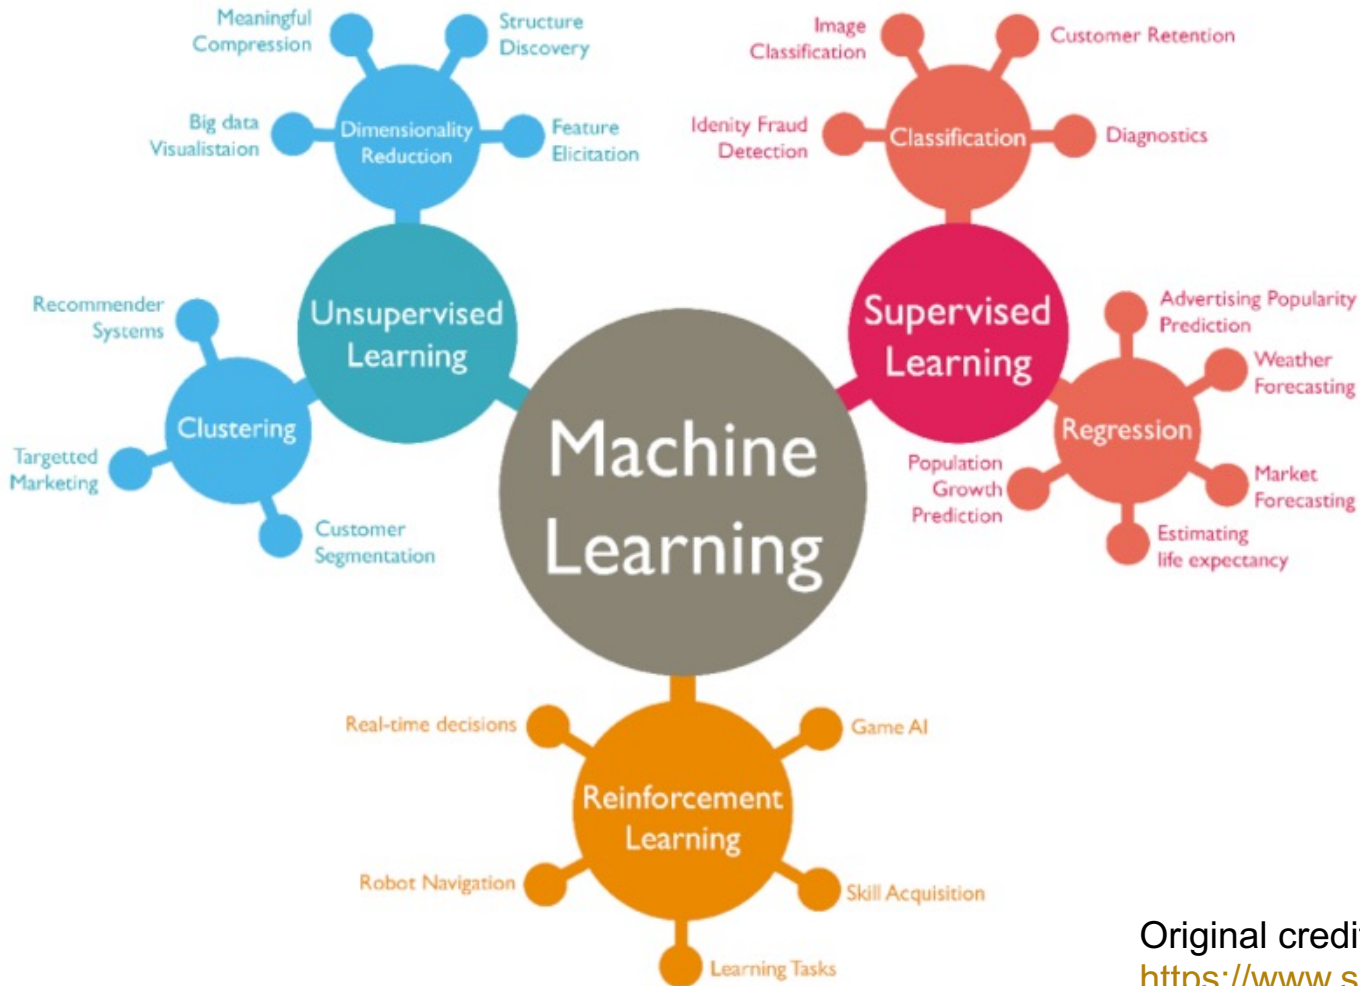 Meaningful
Compression
Structure
Discovery
Big data
Visualistaion
Dimensionality
Reduction
Feature
Elicitation
Image
Classification
Customer Retention
Idenity Fraud
Detection
Classification
Diagnostics
Unsupervised
Learning
Supervised
Learning
Recommender
Systems
Clustering
Targetted
Marketing
Customer
Segmentation
Advertising Popularity
Prediction
Weather
Forecasting
Regression
Population
Growth
Prediction
Market
Forecasting
Estimating
life expectancy
Machine
Learning
Real-time decisions
Game AI
Reinforcement
Learning
Robot Navigation
Skill Acquisition
Learning Tasks
Original credit
https://www.s